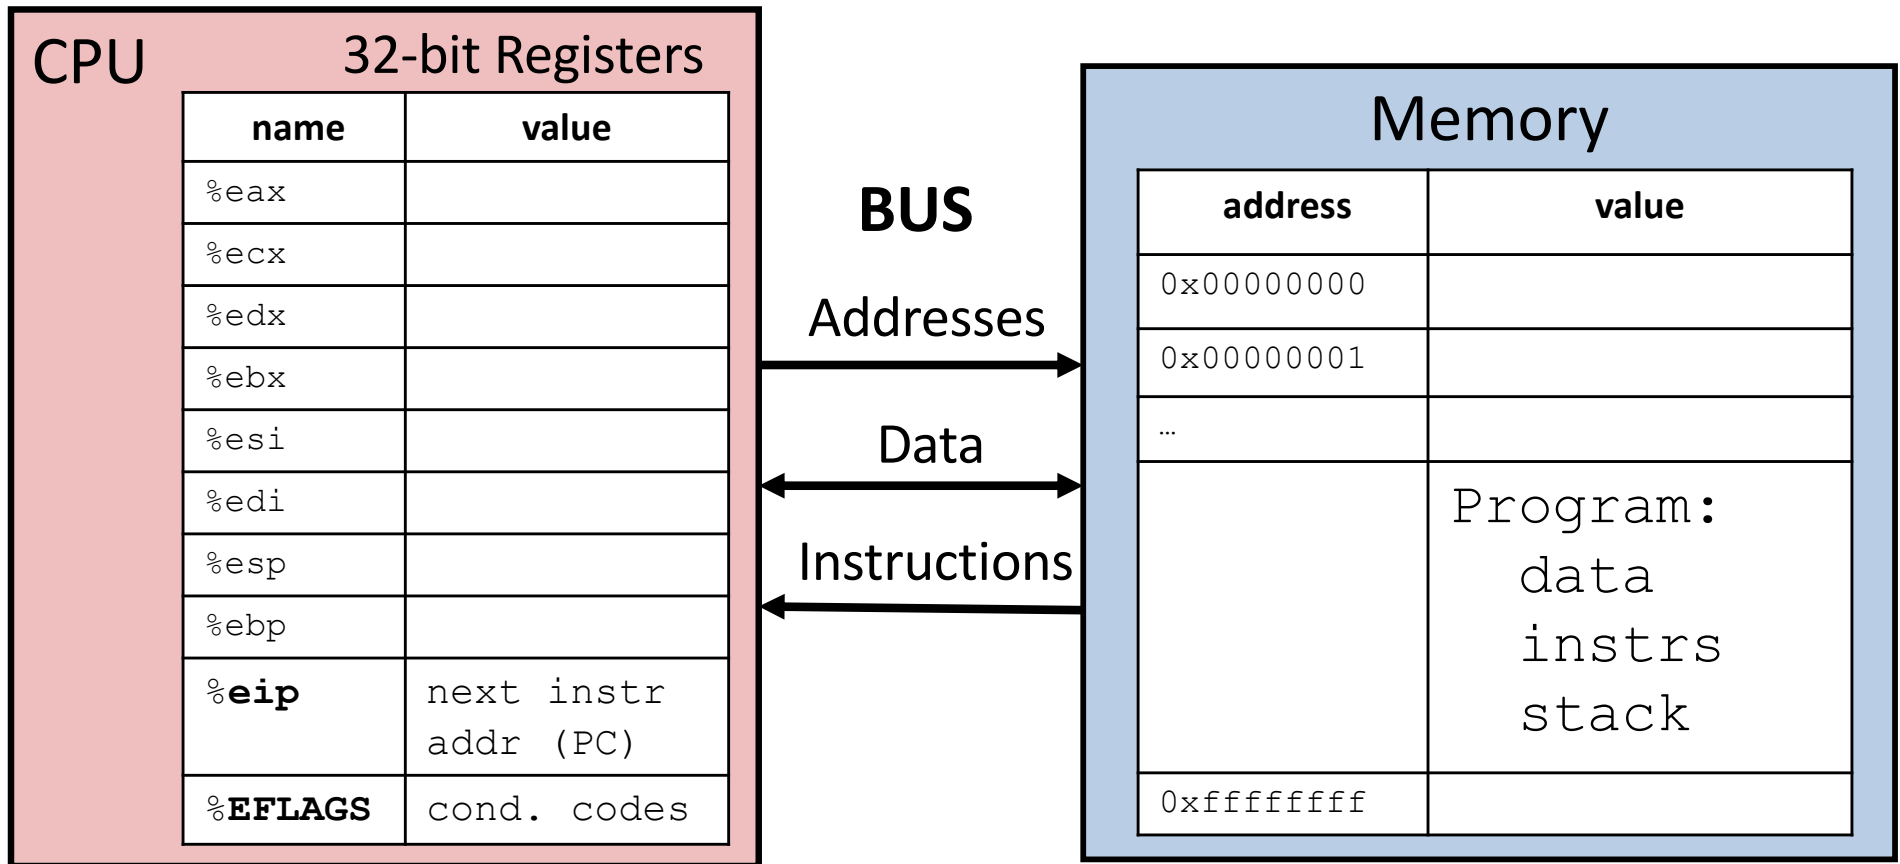 CPU
32-bit Registers
name value
%eax
%ecx
%edx
%ebx
%esi
%edi
%esp
%ebp
%eip next instr
addr (PC)
%EFLAGS cond. codes
BUS
Addresses
Data
Instructions
Memory
address value
0x00000000
0x00000001
…
Program:
data
instrs
stack
0xffffffff